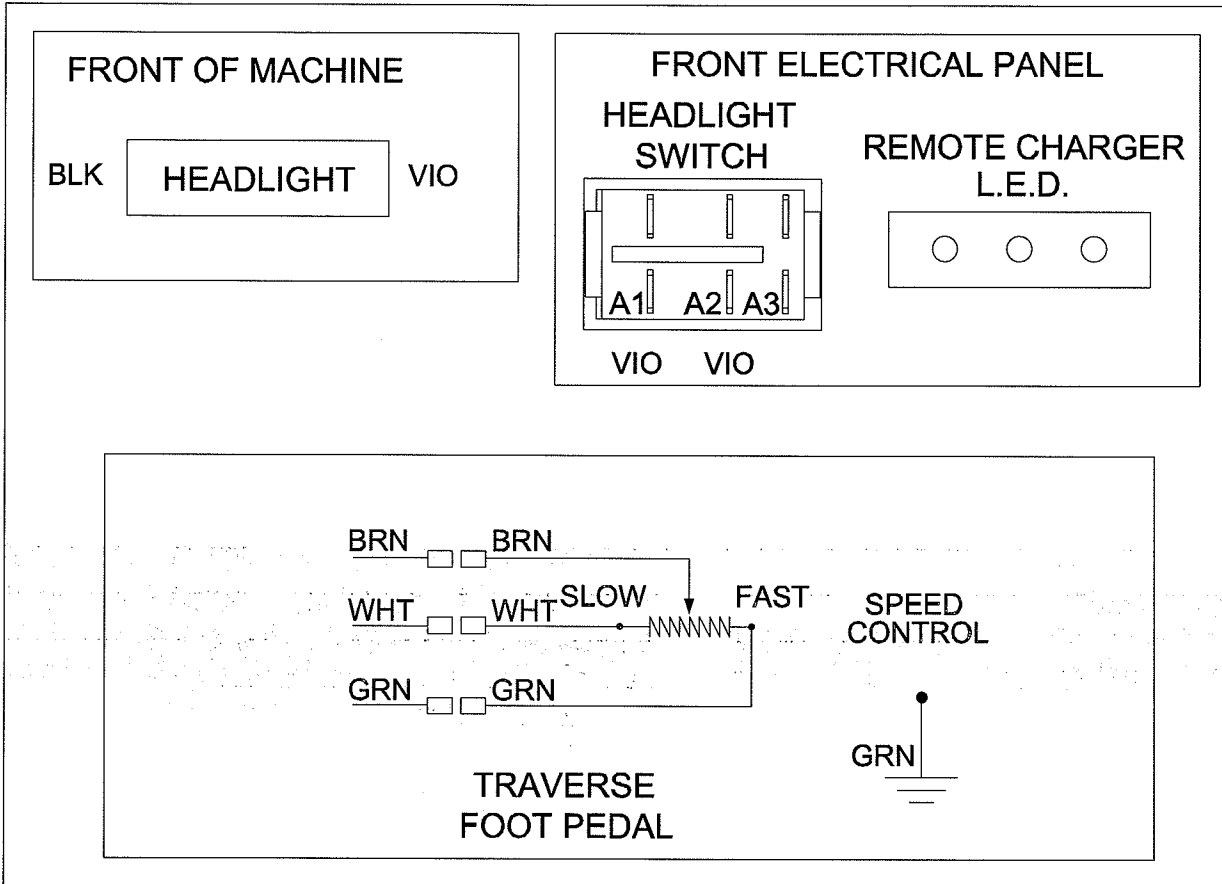 FRONT OF MACHINE
BLK
HEADLIGHT
VIO
FRONT ELECTRICAL PANEL
HEADLIGHT
SWITCH
REMOTE CHARGER
L.E.D.
A1
A2
A3
VIO
VIO
BRN
BRN
WHT
WHT
SLOW
FAST
SPEED
CONTROL
GRN
GRN
GRN
TRAVERSE
FOOT PEDAL